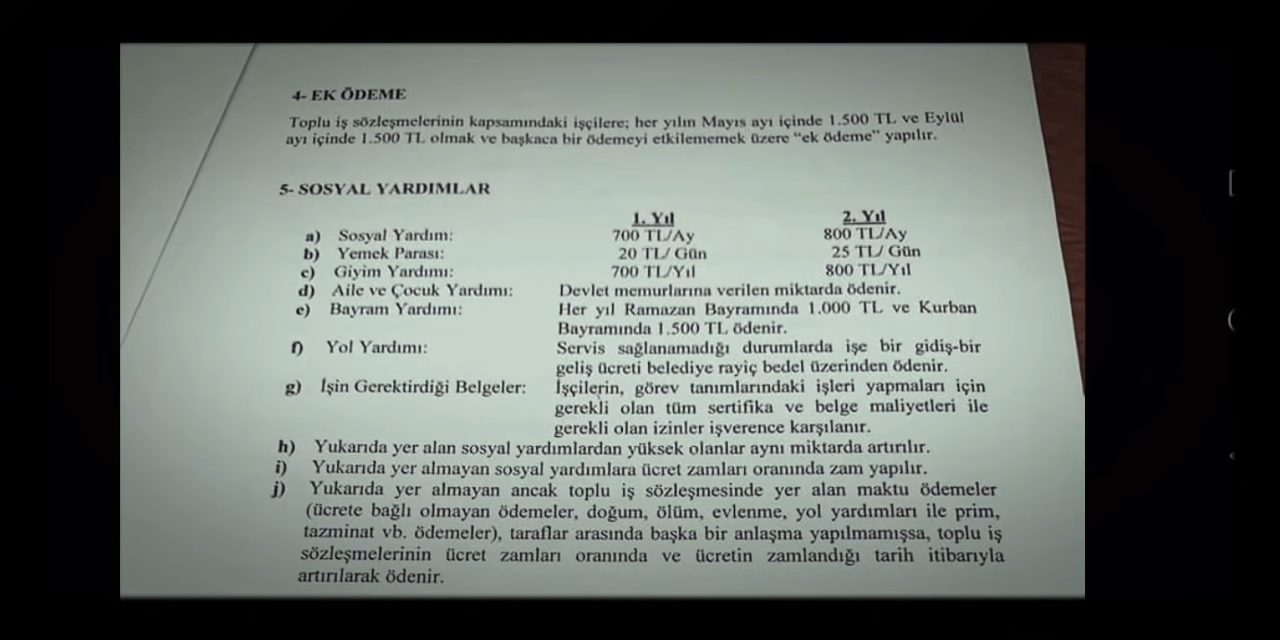 4- EK ÖDEME
Toplu iş sözleşmelerinin kapsamındaki işçilere; her yılın Mayıs ayı içinde 1.500 TL ve Eylül
ayı içinde 1.500 TL olmak ve başkaca bir ödemeyi etkilememek üzere “ek ödeme” yapılır.
5- SOSYAL YARDIMLAR
1. Yıl 2. Yıl
a) Sosyal Yardım: 700 TL/Ay 800 TL/Ay
b) Yemek Parası: 20 TL/ Gün 25 TL/ Gün
c) Giyim Yardımı: 700 TL/Yıl 800 TL/Yıl
d) Aile ve Çocuk Yardımı: Devlet memurlarına verilen miktarda ödenir.
e) Bayram Yardımı: Her yıl Ramazan Bayramında 1.000 TL ve Kurban
Bayramında 1.500 TL ödenir.
f) Yol Yardımı: Servis sağlanamadığı durumlarda işe bir gidiş-bir
geliş ücreti belediye rayiç bedel üzerinden ödenir.
g) İşin Gerektirdiği Belgeler: İşçilerin, görev tanımlarındaki işleri yapmaları için
gerekli olan tüm sertifika ve belge maliyetleri ile
gerekli olan izinler işverence karşılanır.
h) Yukarıda yer alan sosyal yardımlardan yüksek olanlar aynı miktarda artırılır.
i) Yukarıda yer almayan sosyal yardımlara ücret zamları oranında zam yapılır.
j) Yukarıda yer almayan ancak toplu iş sözleşmesinde yer alan maktu ödemeler
(ücrete bağlı olmayan ödemeler, doğum, ölüm, evlenme, yol yardımları ile prim,
tazminat vb. ödemeler), taraflar arasında başka bir anlaşma yapılmamışsa, toplu iş
sözleşmelerinin ücret zamları oranında ve ücretin zamlandığı tarih itibarıyla
artırılarak ödenir.